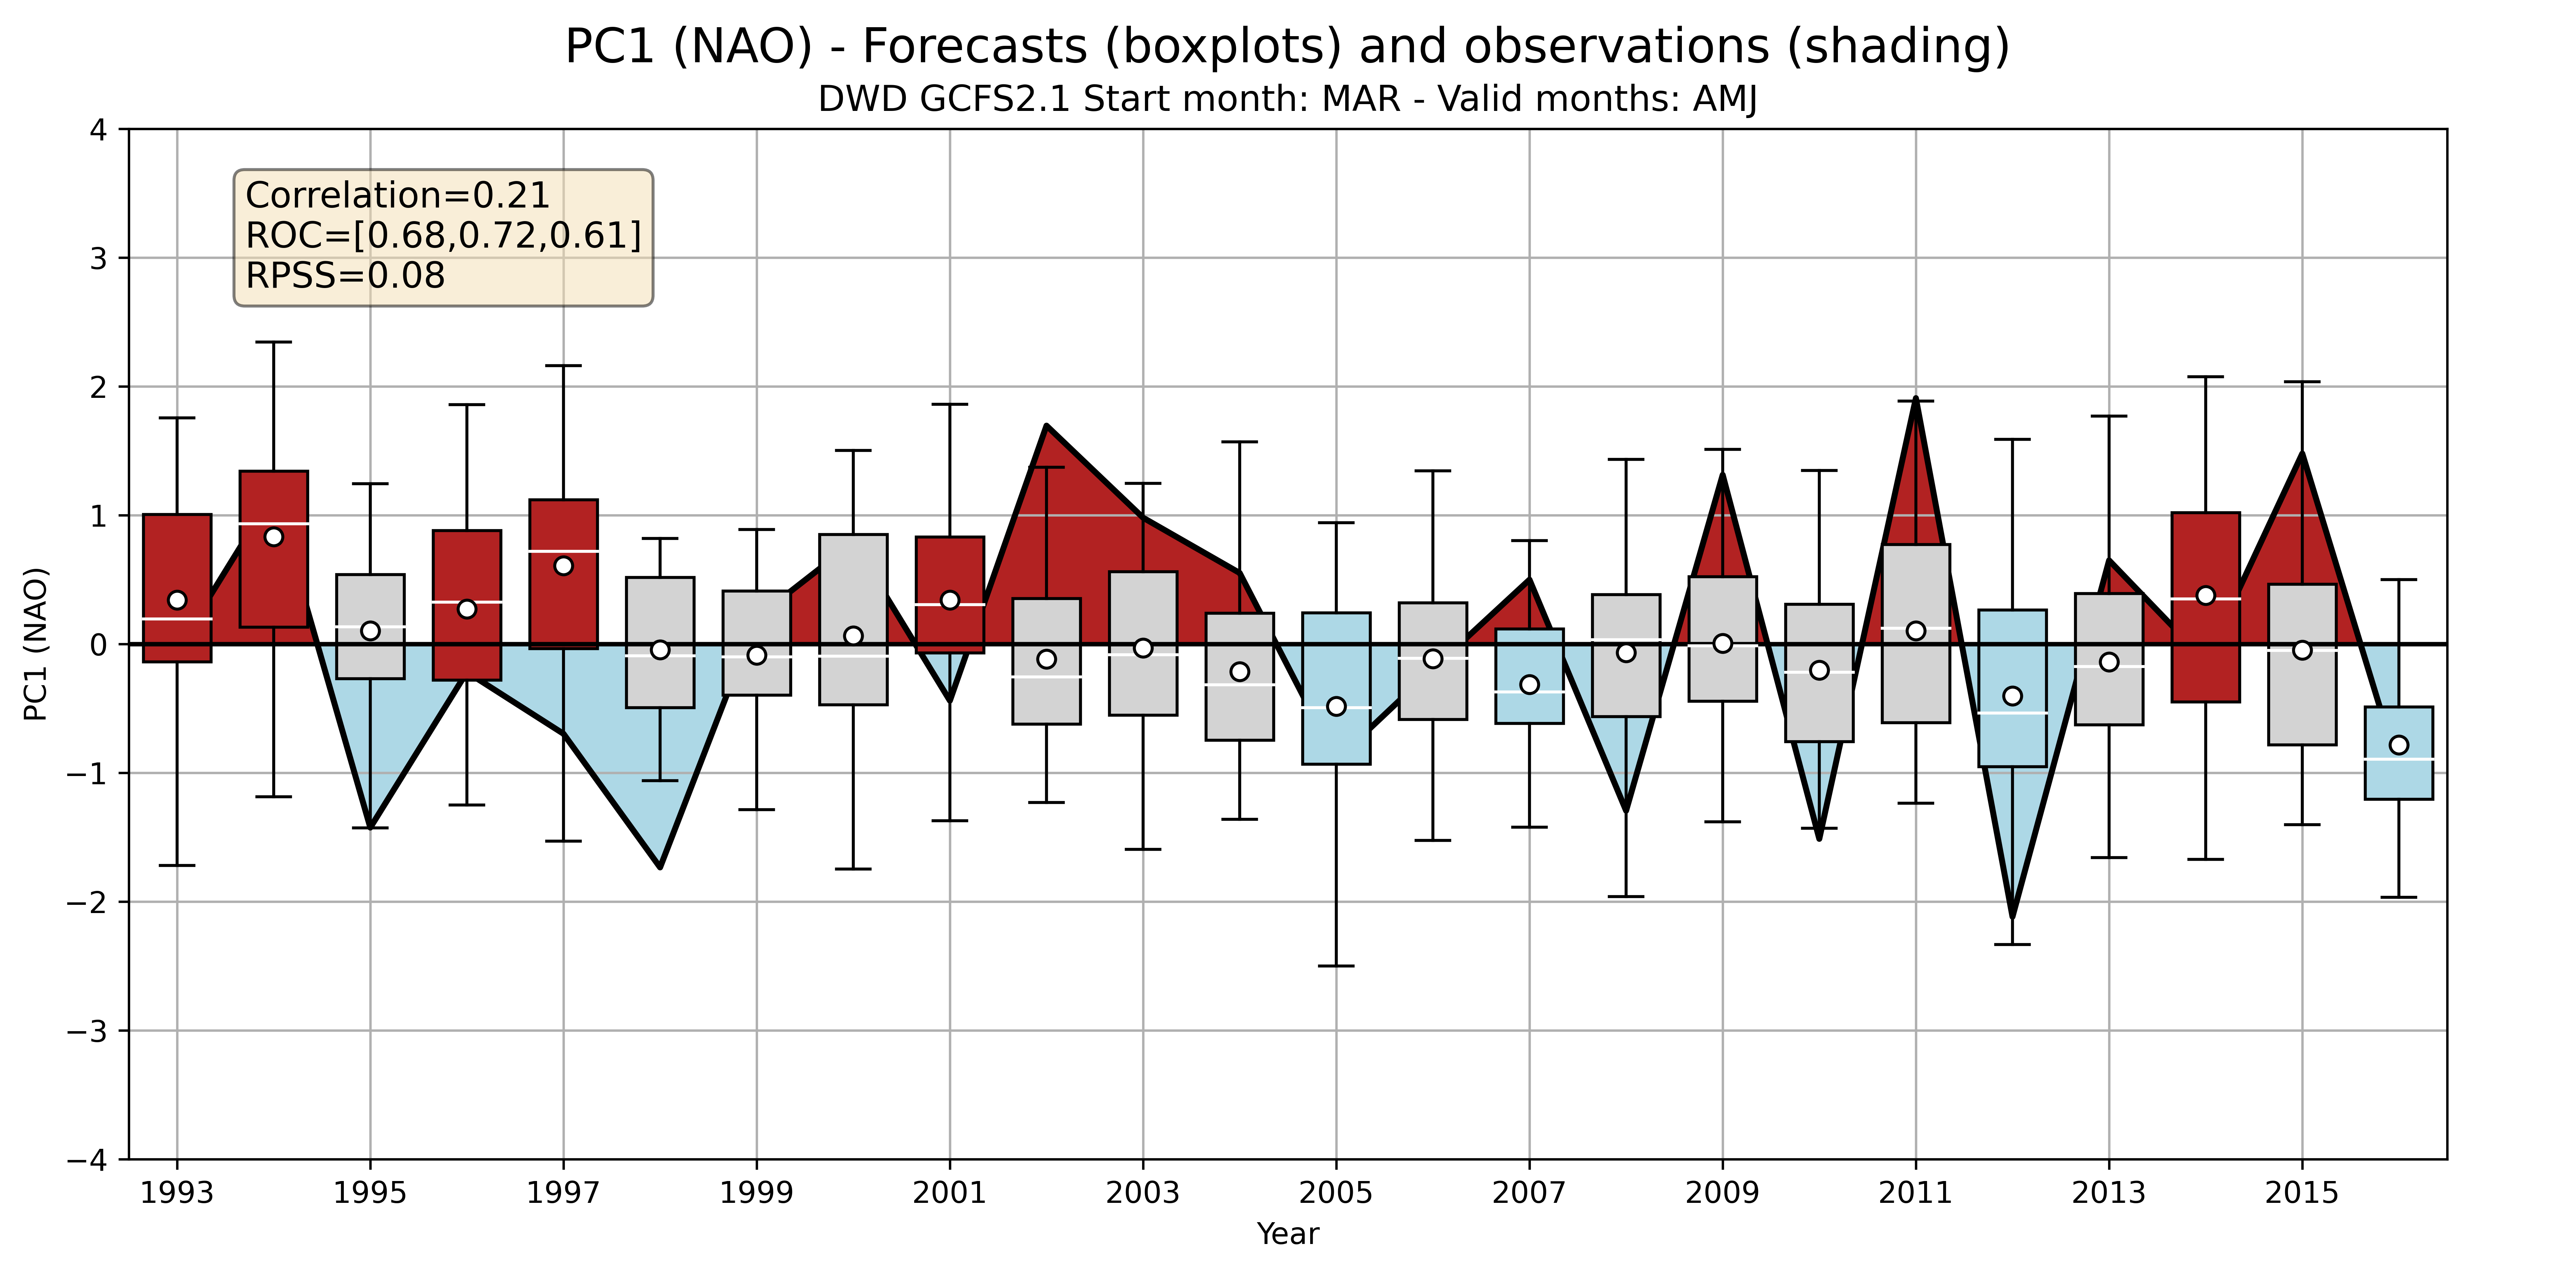 PC1 (NAO) - Forecasts (boxplots) and observations (shading)
DWD GCFS2.1 Start month: MAR - Valid months: AMJ
Correlation=0.21
ROC=[0.68,0.72,0.61]
RPSS=0.08
PC1 (NAO)
4
3
2
1
0
−1
−2
−3
−4
1993 1995 1997 1999 2001 2003 2005 2007 2009 2011 2013 2015
Year